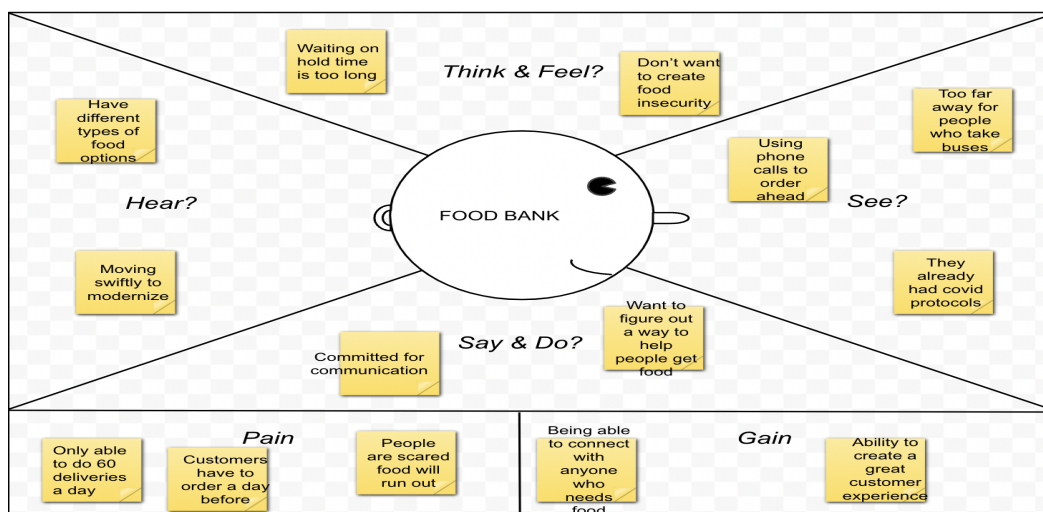 Think & Feel?
Waiting on
hold time
is too long
Don't want
to create
food
insecurity
Hear?
Have
different
types of
food
options
Moving
swiftly to
modernize
FOOD BANK
See?
Too far
away for
people
who take
buses
Using
phone
calls to
order
ahead
They
already
had covid
protocols
Say & Do?
Committed for
communication
Want to
figure out
a way to
help
people get
food
Pain
Only able
to do 60
deliveries
a day
Customers
have to
order a day
before
People
are scared
food will
run out
Gain
Being able
to connect
with
anyone
who
needs
food
Ability to
create a
great
customer
experience